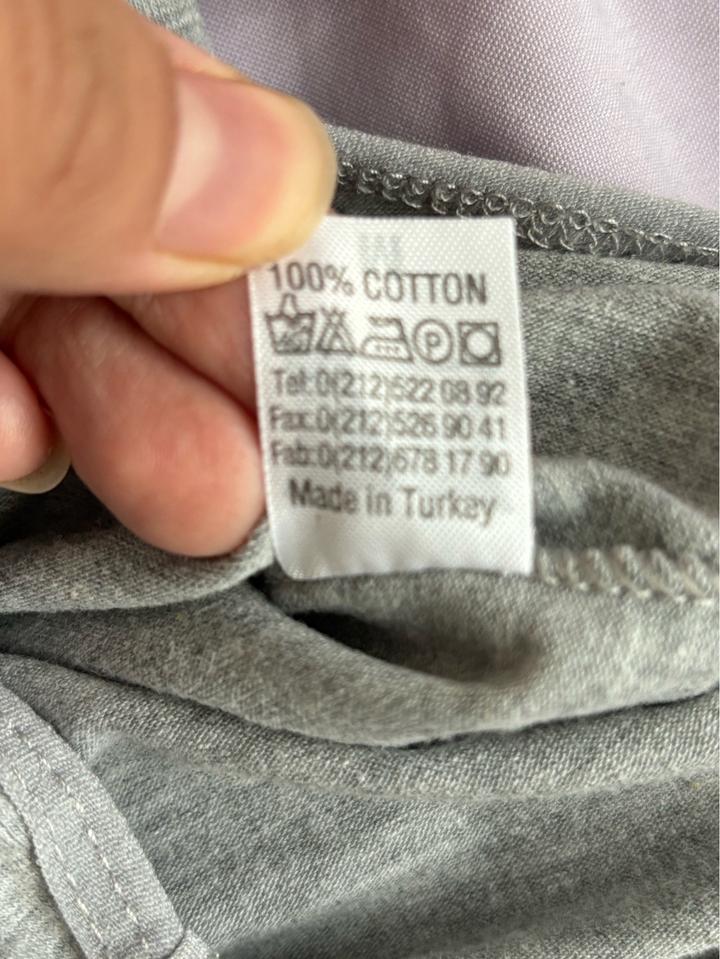 100% COTTON
P
Tel:0(212)522 08 92
Fax:0(212)526 90 41
Fab:0(212)678 17 90
Made in Turkey